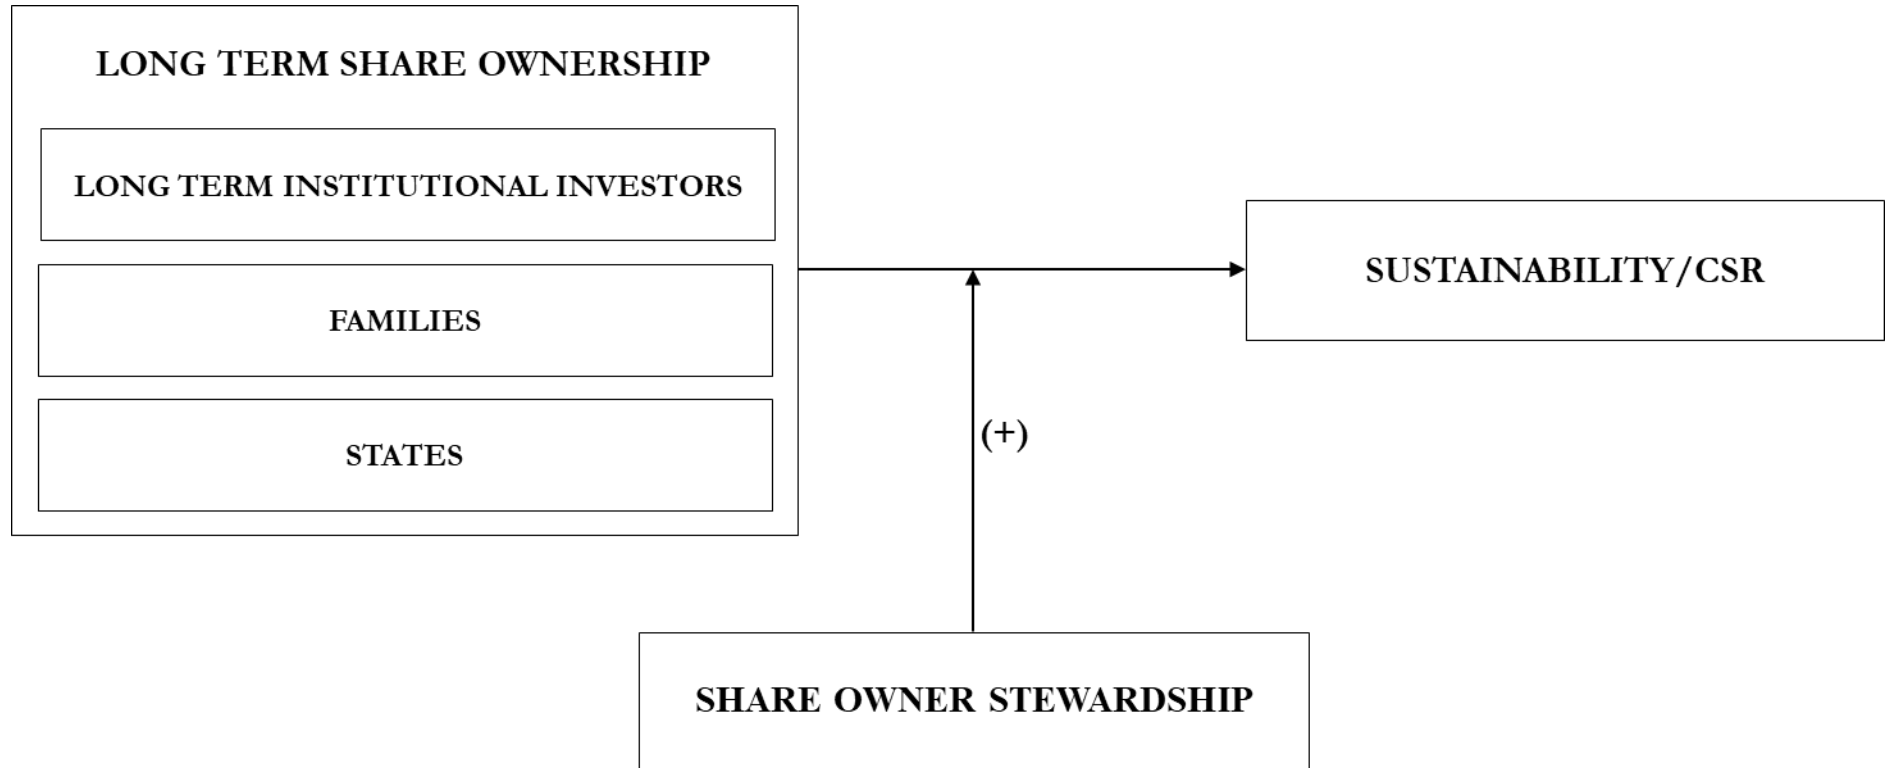 LONG TERM SHARE OWNERSHIP
LONG TERM INSTITUTIONAL INVESTORS
FAMILIES
STATES
SUSTAINABILITY/CSR
(+)
SHARE OWNER STEWARDSHIP